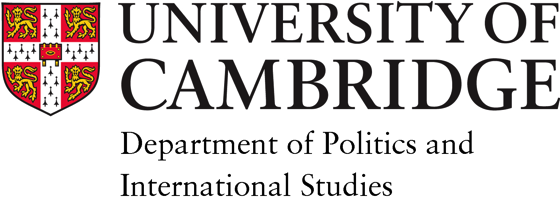 UNIVERSITY OF
CAMBRIDGE
Department of Politics and
International Studies